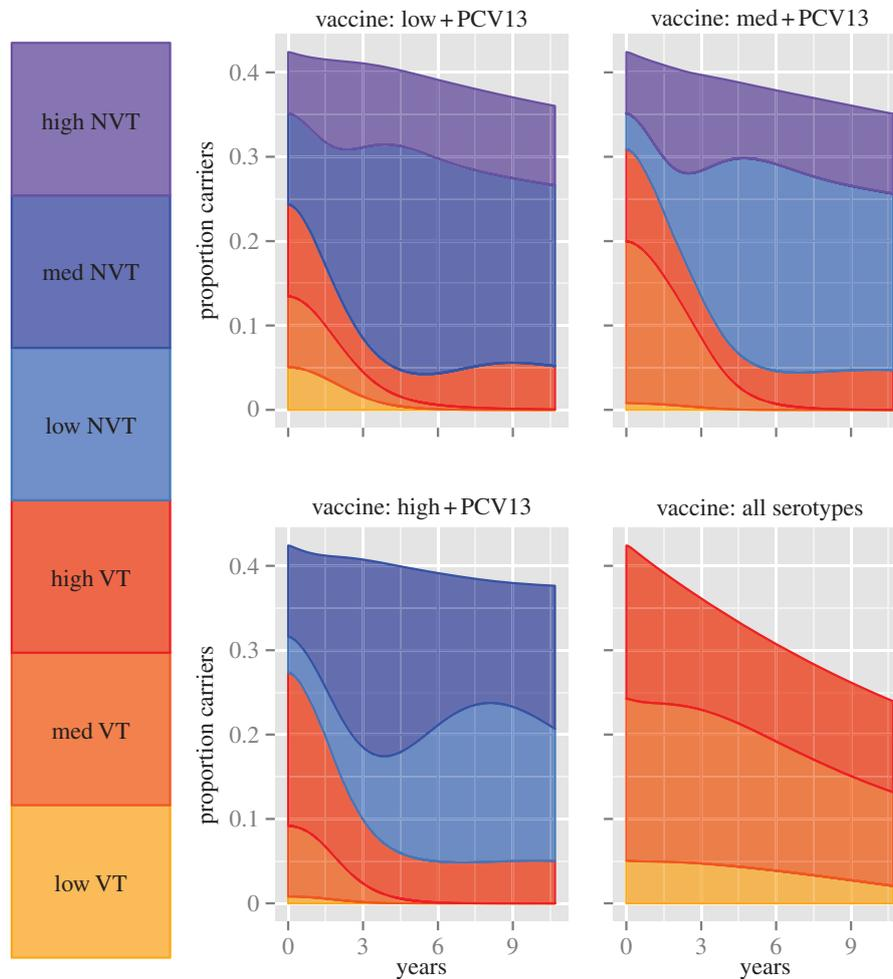 high NVT
med NVT
low NVT
high VT
med VT
low VT
vaccine: low + PCV13
vaccine: med + PCV13
proportion carriers
0.4
0.3
0.2
0.1
0
vaccine: high + PCV13
vaccine: all serotypes
proportion carriers
0.4
0.3
0.2
0.1
0
0 3 6 9
0 3 6 9
years
years